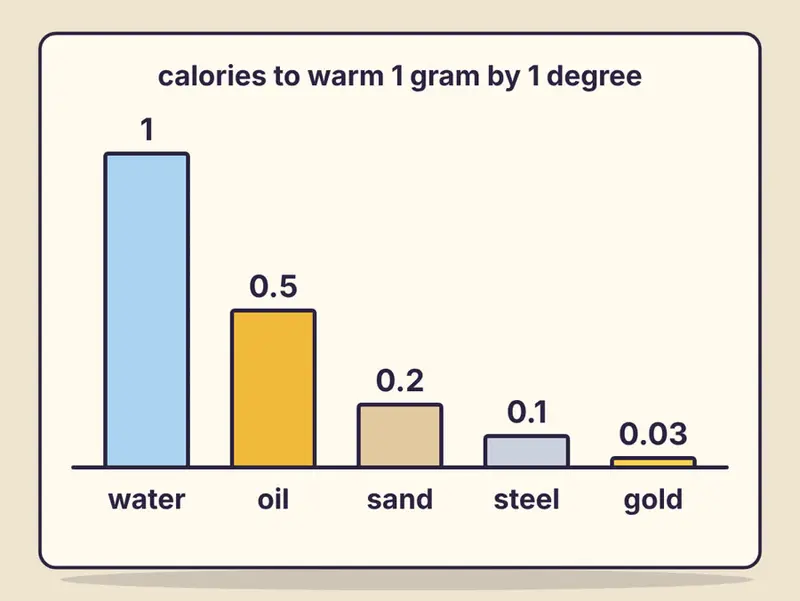 calories to warm 1 gram by 1 degree
1
0.5
0.2
0.1
0.03
water
oil
sand
steel
gold